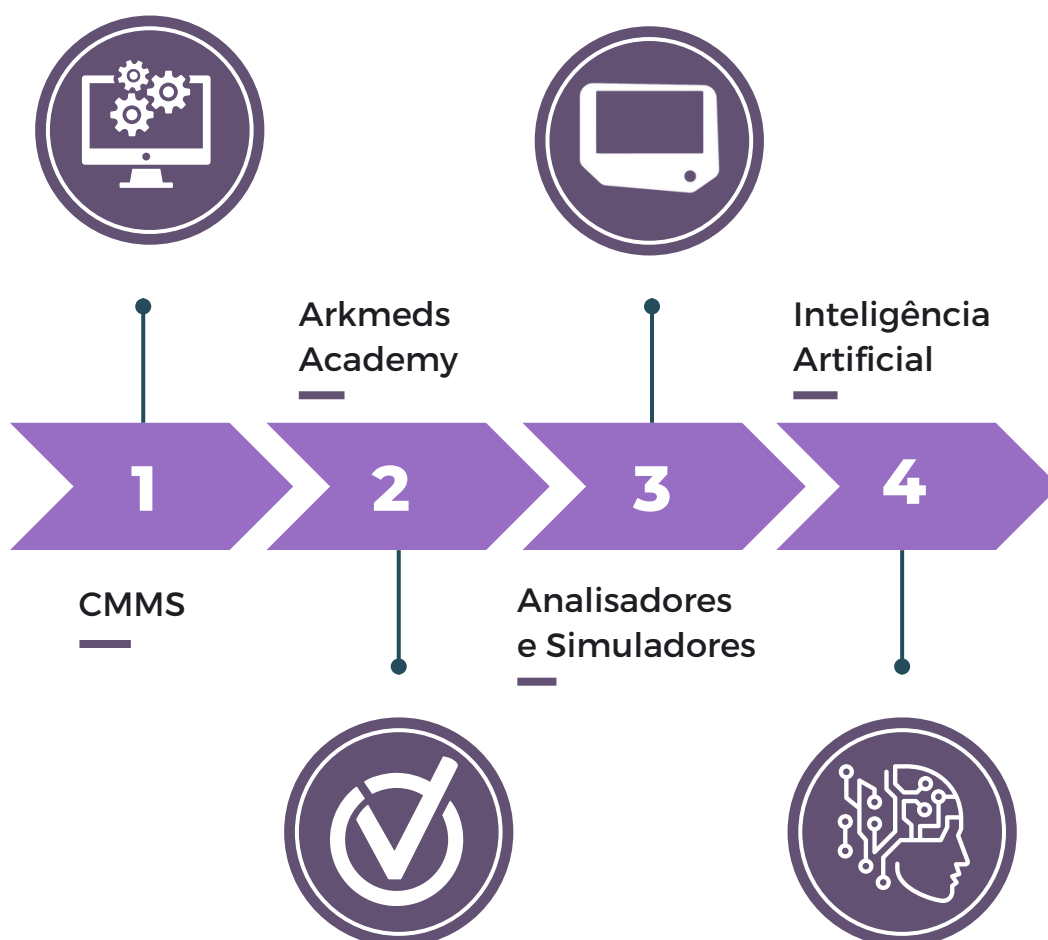 1
CMMS
Arkmeds
Academy
2
3
Analisadores
e Simuladores
Inteligência
Artificial
4